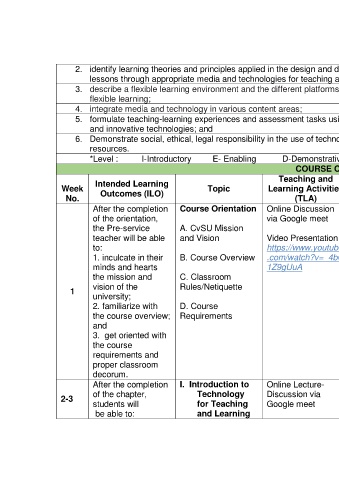 2. identify learning theories and principles applied in the design and d
lessons through appropriate media and technologies for teaching a
3. describe a flexible learning environment and the different platforms
flexible learning;
4. integrate media and technology in various content areas;
5. formulate teaching-learning experiences and assessment tasks usi
and innovative technologies; and
6. Demonstrate social, ethical, legal responsibility in the use of techno
resources.
*Level : I-Introductory E- Enabling D-Demonstrativ
COURSE O
Week No.
Intended Learning Outcomes (ILO)
Topic
Teaching and Learning Activitie (TLA)
1
After the completion
of the orientation,
the Pre-service
teacher will be able
to:
1. inculcate in their
minds and hearts
the mission and
vision of the
university;
2. familiarize with
the course overview;
and
3. get oriented with
the course
requirements and
proper classroom
decorum.
Course Orientation
A. CvSU Mission
and Vision
B. Course Overview
C. Classroom
Rules/Netiquette
D. Course
Requirements
Online Discussion
via Google meet
Video Presentation
https://www.youtub
.com/watch?v=_4b
1Z9gUuA
2-3
After the completion
of the chapter,
students will
be able to:
I. Introduction to
Technology
for Teaching
and Learning
Online Lecture-
Discussion via
Google meet